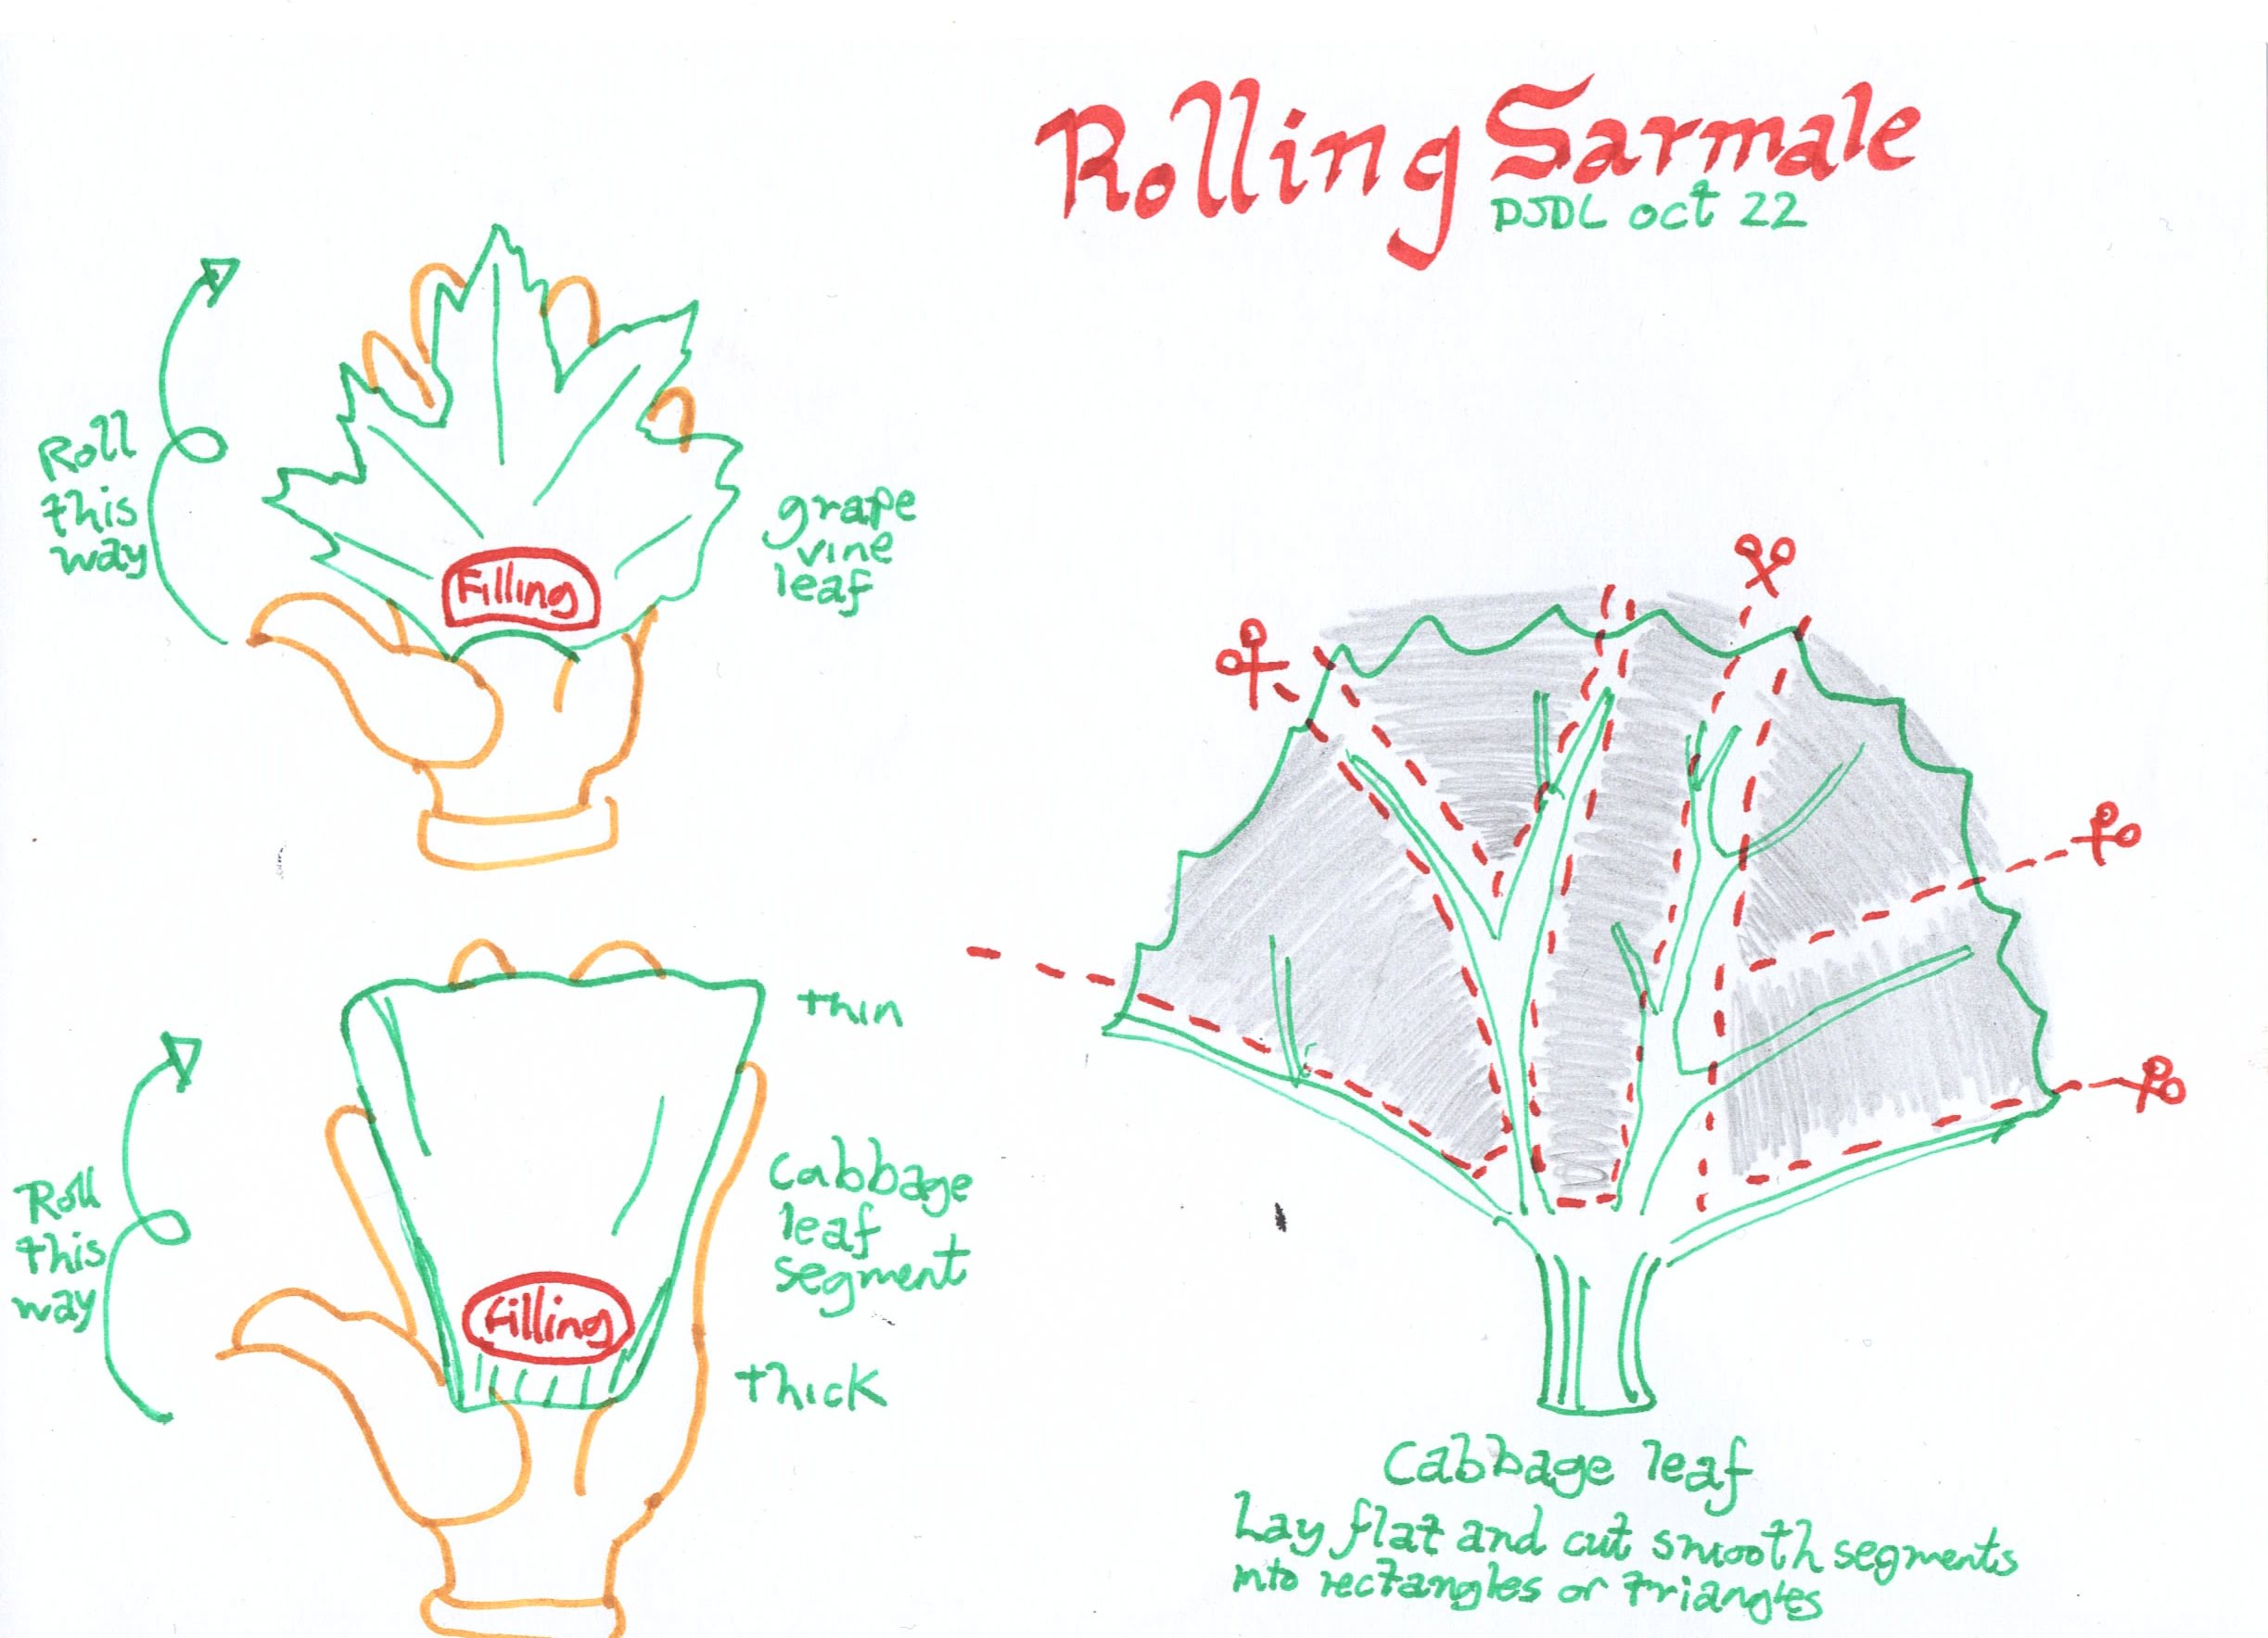 Rolling Sarmale
DJDL oct 22
Roll
this
way
Filling
grape
vine
leaf
thin
Roll
this
way
Cabbage
leaf
segment
Filling
thick
Cabbage leaf
Lay flat and cut smooth segments
into rectangles or triangles